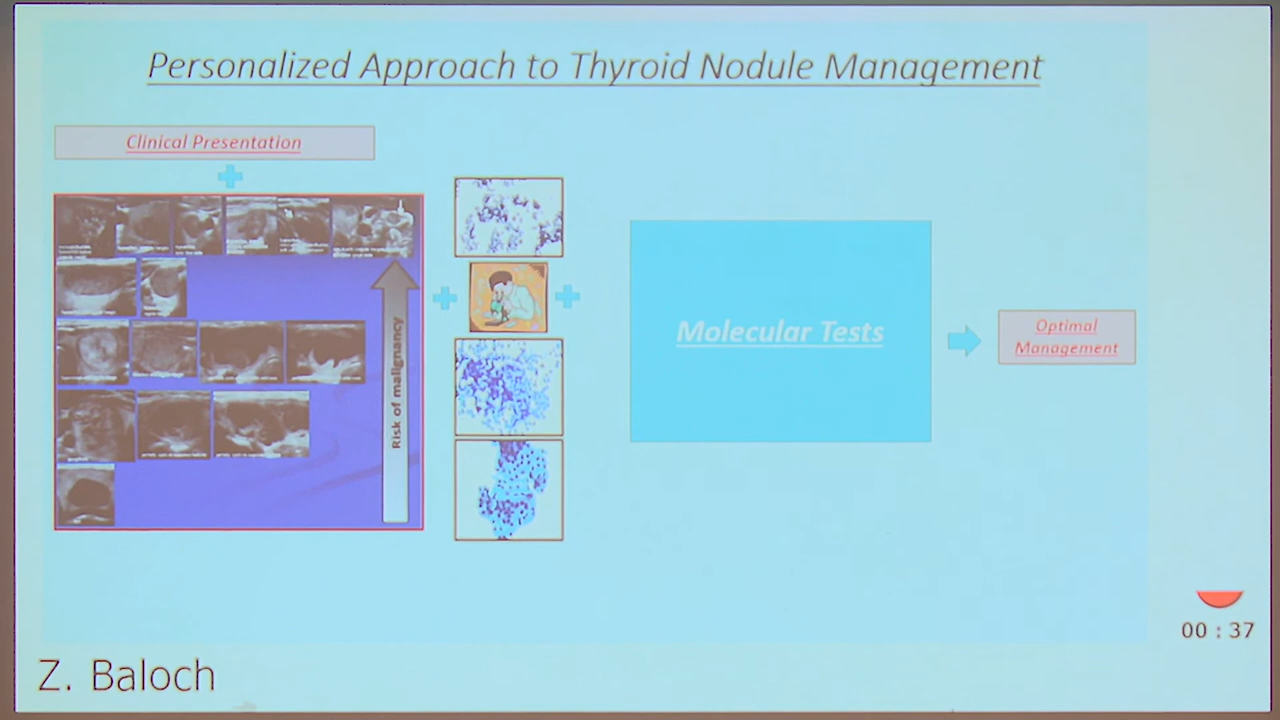 Personalized Approach to Thyroid Nodule Management
Clinical Presentation
Risk of malignancy
Molecular Tests
Optimal
Management
00 : 37
Z. Baloch